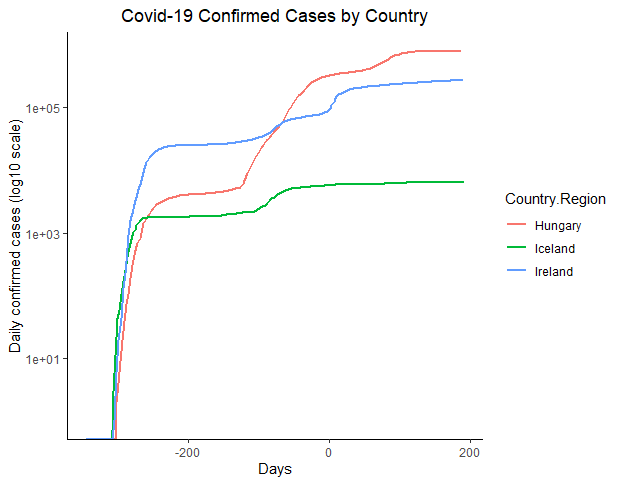 Covid-19 Confirmed Cases by Country
Daily confirmed cases (log10 scale)
1e+05
1e+03
1e+01
-200
0
200
Days
Country.Region
Hungary
Iceland
Ireland